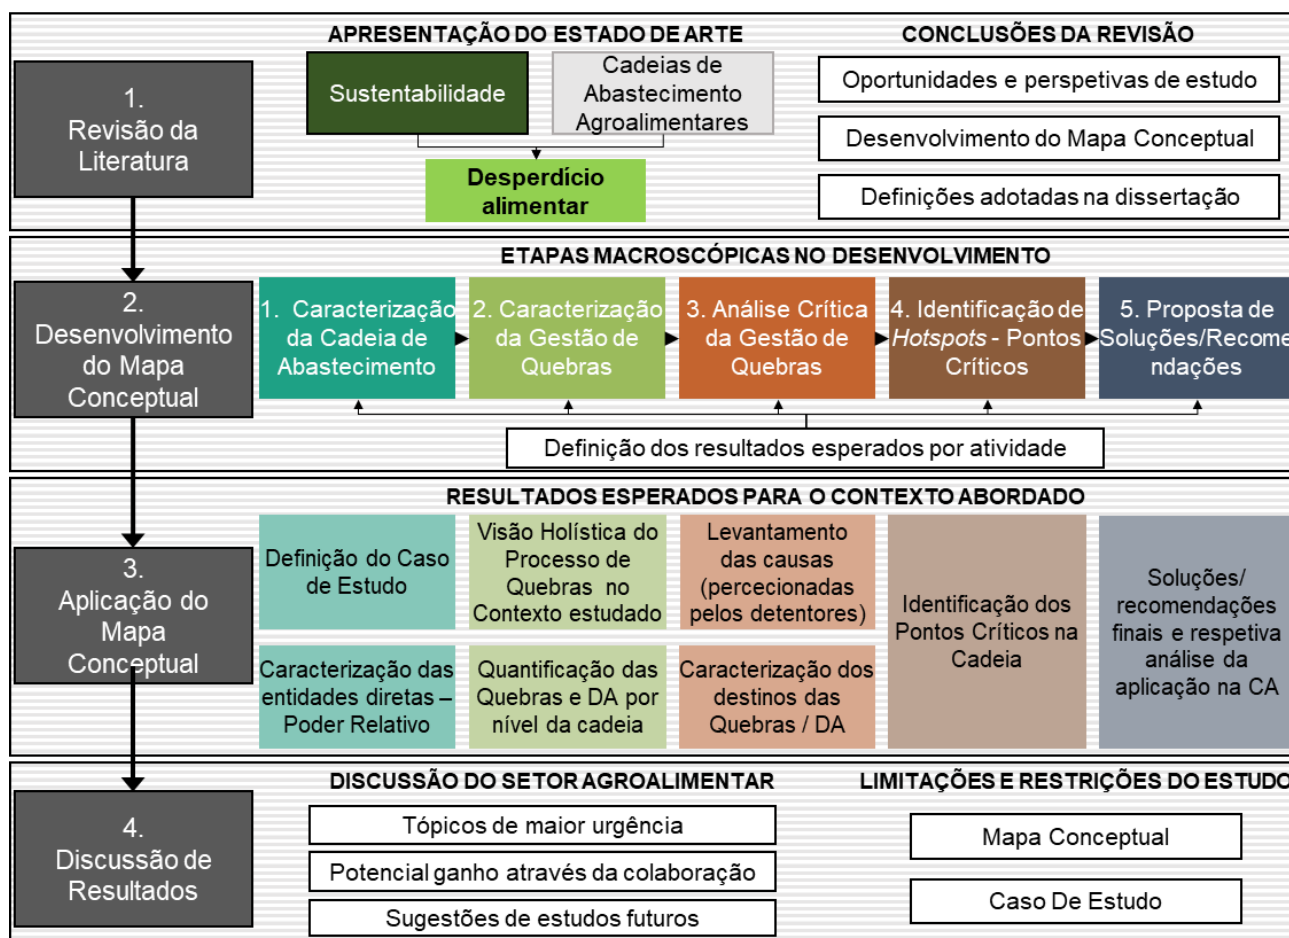 APRESENTAÇÃO DO ESTADO DE ARTE
CONCLUSÕES DA REVISÃO
1.
Revisão da
Literatura
Sustentabilidade
Cadeias de
Abastecimento
Agroalimentares
Desperdício
alimentar
Oportunidades e perspetivas de estudo
Desenvolvimento do Mapa Conceptual
Definições adotadas na dissertação
ETAPAS MACROSCÓPICAS NO DESENVOLVIMENTO
2.
Desenvolvimento
do Mapa
Conceptual
1. Caracterização
da Cadeia de
Abastecimento
2. Caracterização
da Gestão de
Quebras
3. Análise Crítica
da Gestão de
Quebras
4. Identificação de
Hotspots - Pontos
Críticos
5. Proposta de
Soluções/Recome
ndações
Definição dos resultados esperados por atividade
RESULTADOS ESPERADOS PARA O CONTEXTO ABORDADO
3.
Aplicação do
Mapa
Conceptual
Definição do Caso
de Estudo
Caracterização das
entidades diretas –
Poder Relativo
Visão Holística do
Processo de
Quebras no
Contexto estudado
Quantificação das
Quebras e DA por
nível da cadeia
Levantamento
das causas
(percecionadas
pelos detentores)
Caracterização dos
destinos das
Quebras / DA
Identificação dos
Pontos Críticos na
Cadeia
Soluções/
recomendações
finais e respetiva
análise da
aplicação na CA
DISCUSSÃO DO SETOR AGROALIMENTAR
LIMITAÇÕES E RESTRIÇÕES DO ESTUDO
4.
Discussão de
Resultados
Tópicos de maior urgência
Potencial ganho através da colaboração
Sugestões de estudos futuros
Mapa Conceptual
Caso De Estudo